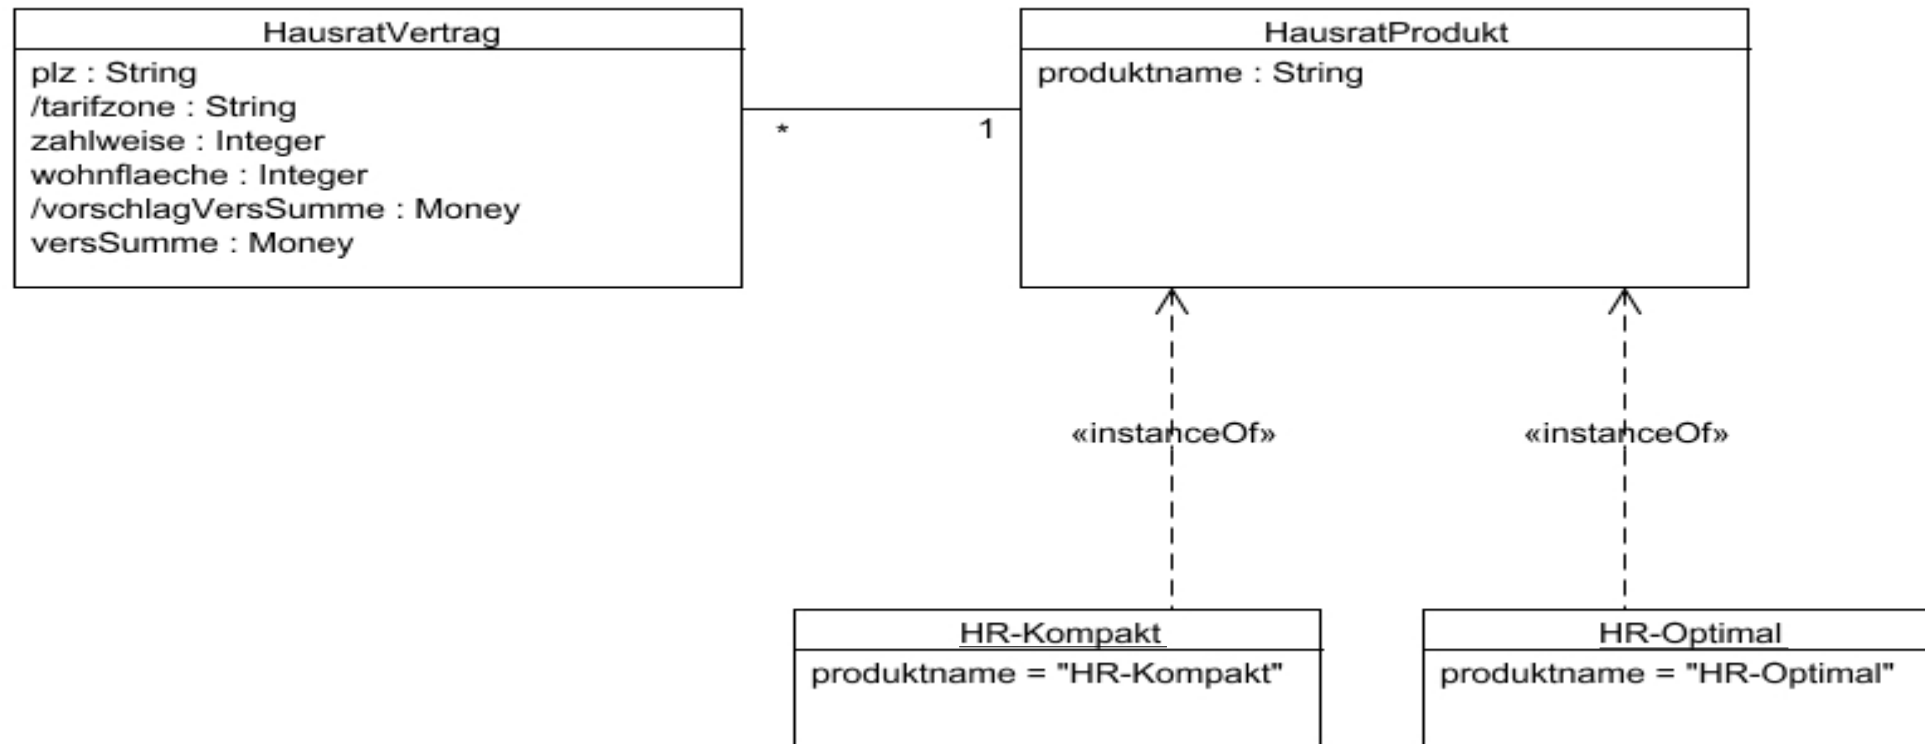 HausratVertrag
plz : String
/tarifzone : String
zahlweise : Integer
wohnflaeche : Integer
/vorschlagVersSumme : Money
versSumme : Money
* 1
HausratProdukt
produktname : String
«instanceOf» «instanceOf»
HR-Kompakt
produktname = "HR-Kompakt"
HR-Optimal
produktname = "HR-Optimal"